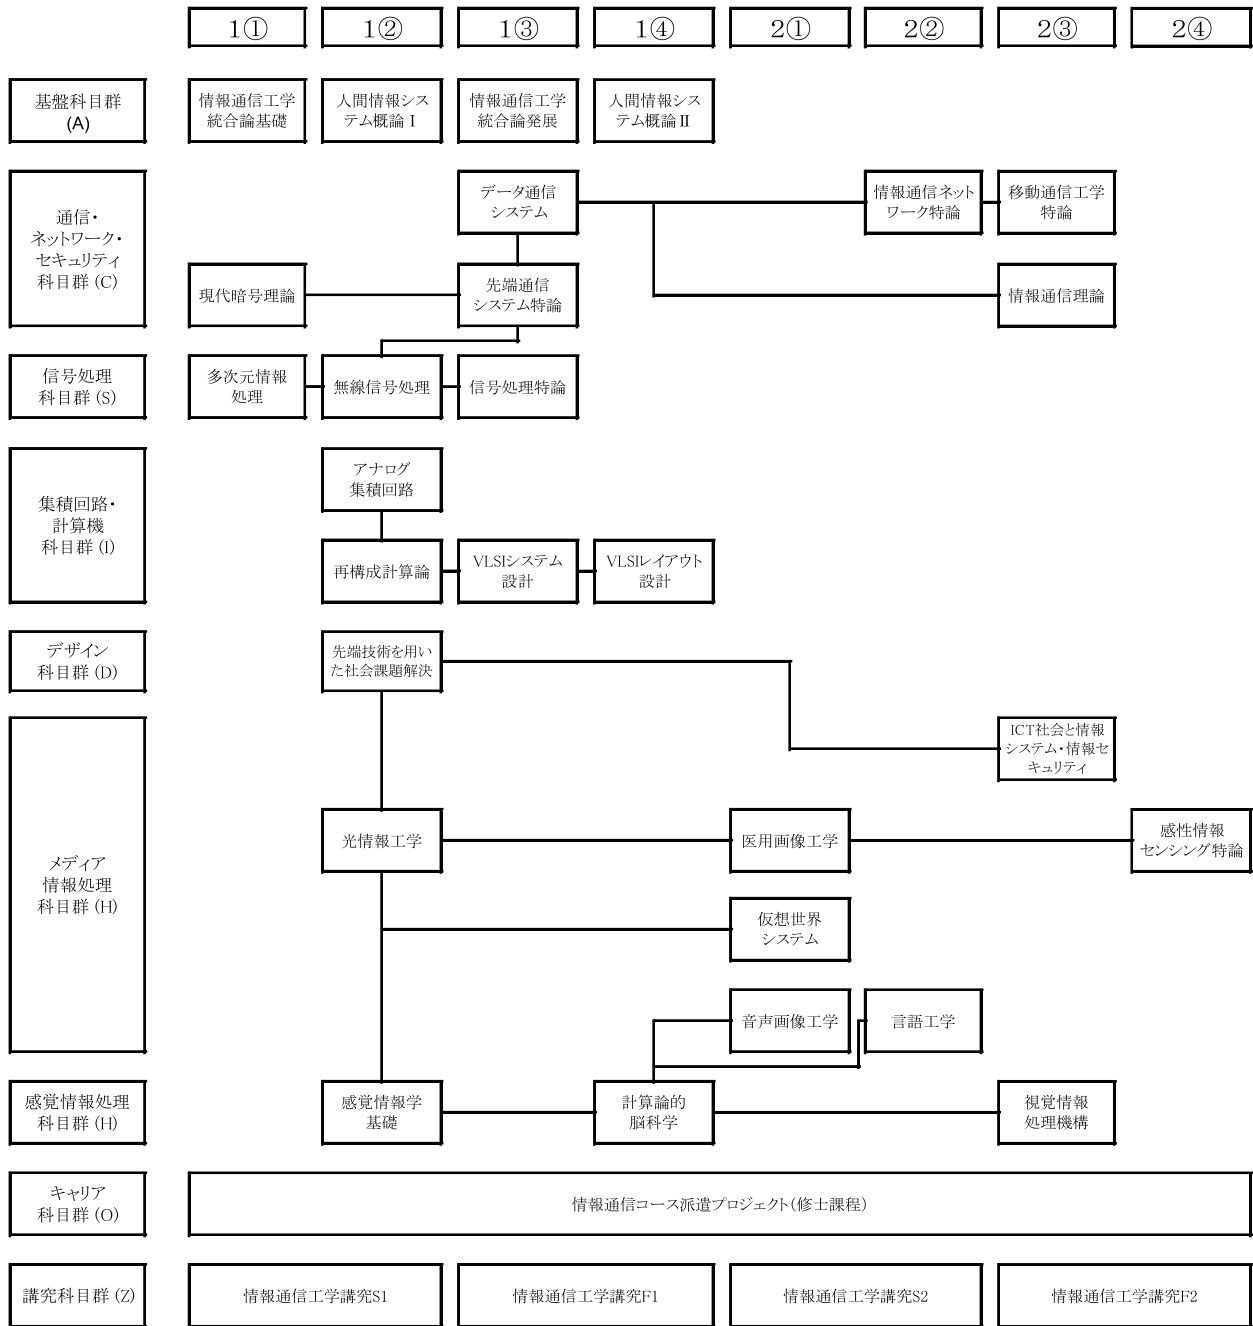 1①
1②
1③
1④
2①
2②
2③
2④
基盤科目群
(A)
情報通信工学
統合論基礎
人間情報シス
テム概論Ⅰ
情報通信工学
統合論発展
人間情報シス
テム概論Ⅱ
通信・
ネットワーク・
セキュリティ
科目群(C)
データ通信
システム
情報通信ネット
ワーク特論
移動通信工学
特論
現代暗号理論
先端通信
システム特論
情報通信理論
信号処理
科目群(S)
多次元情報
処理
無線信号処理
信号処理特論
集積回路・
計算機
科目群(I)
アナログ
集積回路
再構成計算論
VLSIシステム
設計
VLSIレイアウト
設計
デザイン
科目群(D)
先端技術を用い
た社会課題解決
メディア
情報処理
科目群(H)
ICT社会と情報
システム・情報セ
キュリティ
光情報工学
医用画像工学
感性情報
センシング特論
仮想世界
システム
音声画像工学
言語工学
感覚情報処理
科目群(H)
感覚情報学
基礎
計算論的
脳科学
視覚情報
処理機構
キャリア
科目群(O)
情報通信コース派遣プロジェクト(修士課程)
講究科目群(Z)
情報通信工学講究S1
情報通信工学講究F1
情報通信工学講究S2
情報通信工学講究F2